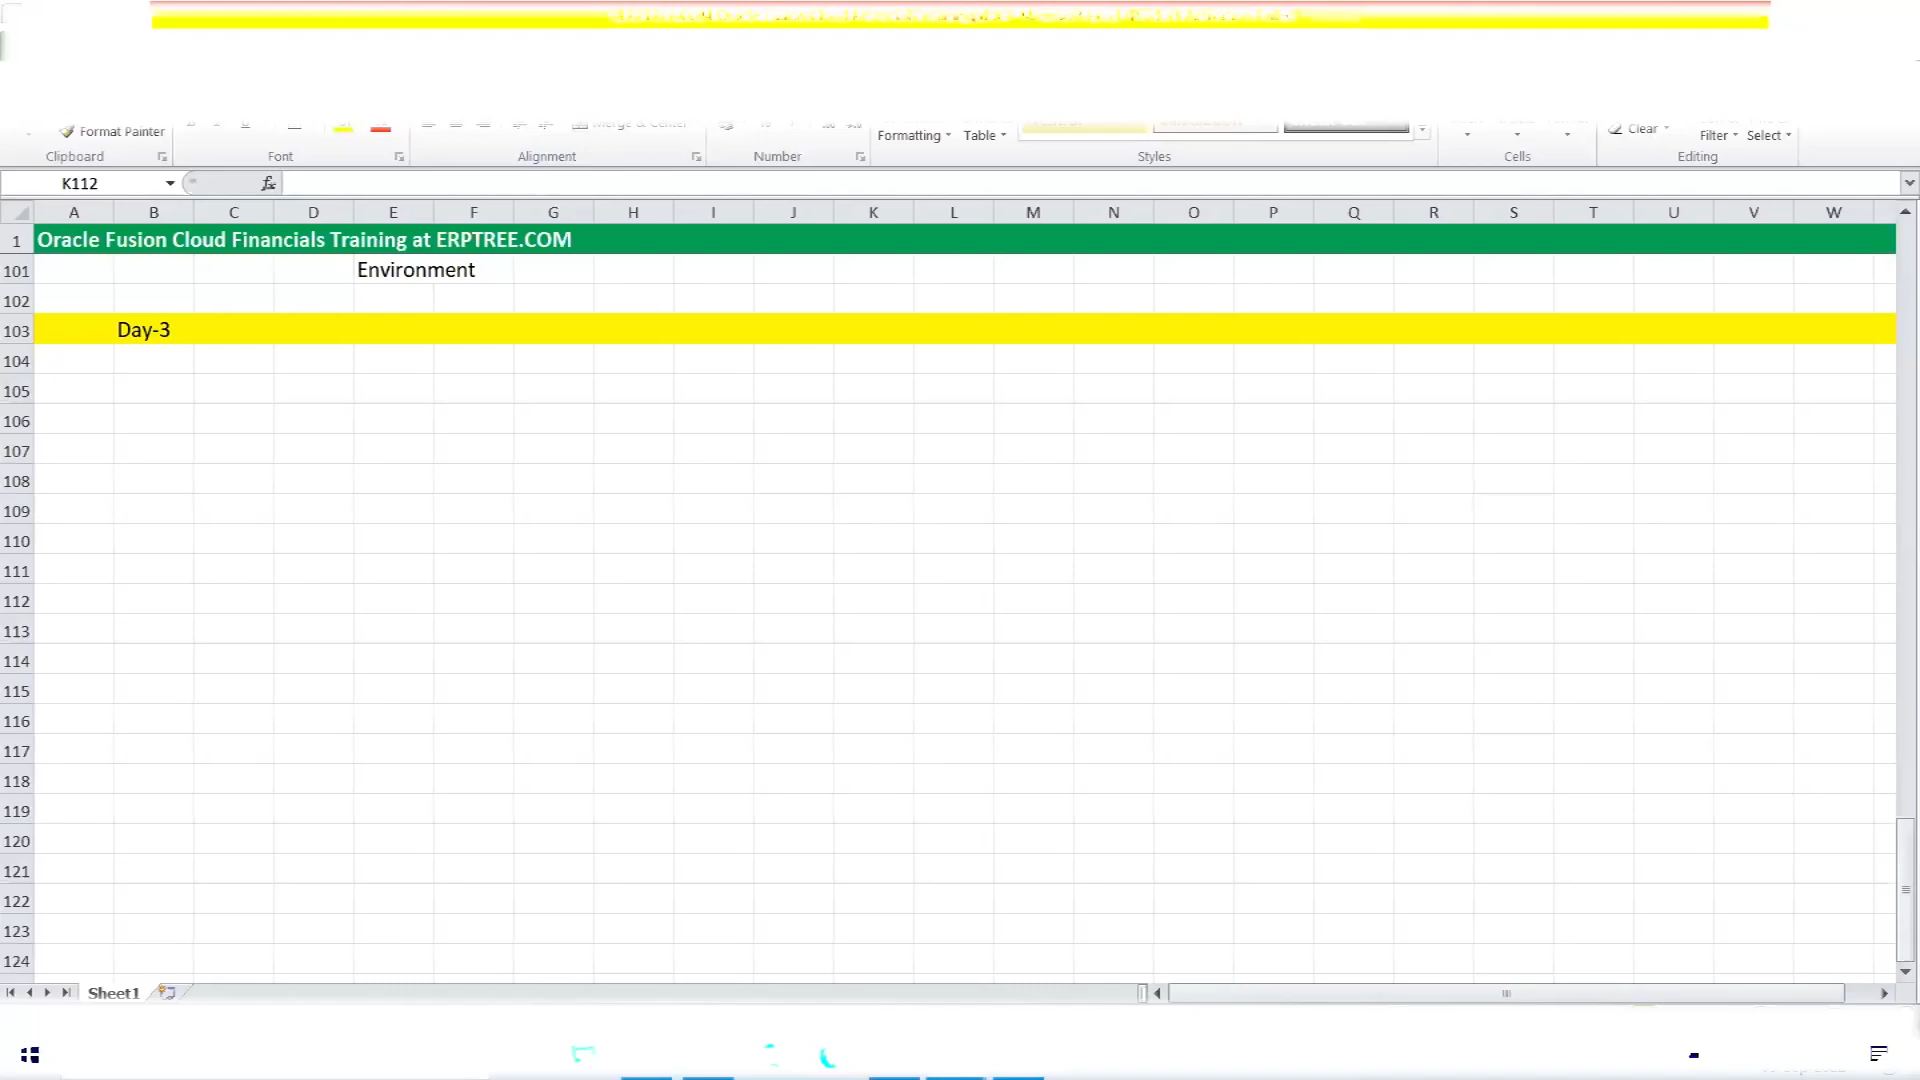 Format Painter
Formatting Table Clear Filter Select
Clipboard Font Alignment Number Styles Cells Editing
K112 fx
A B C D E F G H I J K L M N O P Q R S T U V W
1 Oracle Fusion Cloud Financials Training at ERPTREE.COM
101 Environment
102
103 Day-3
104
105
106
107
108
109
110
111
112
113
114
115
116
117
118
119
120
121
122
123
124
Sheet1